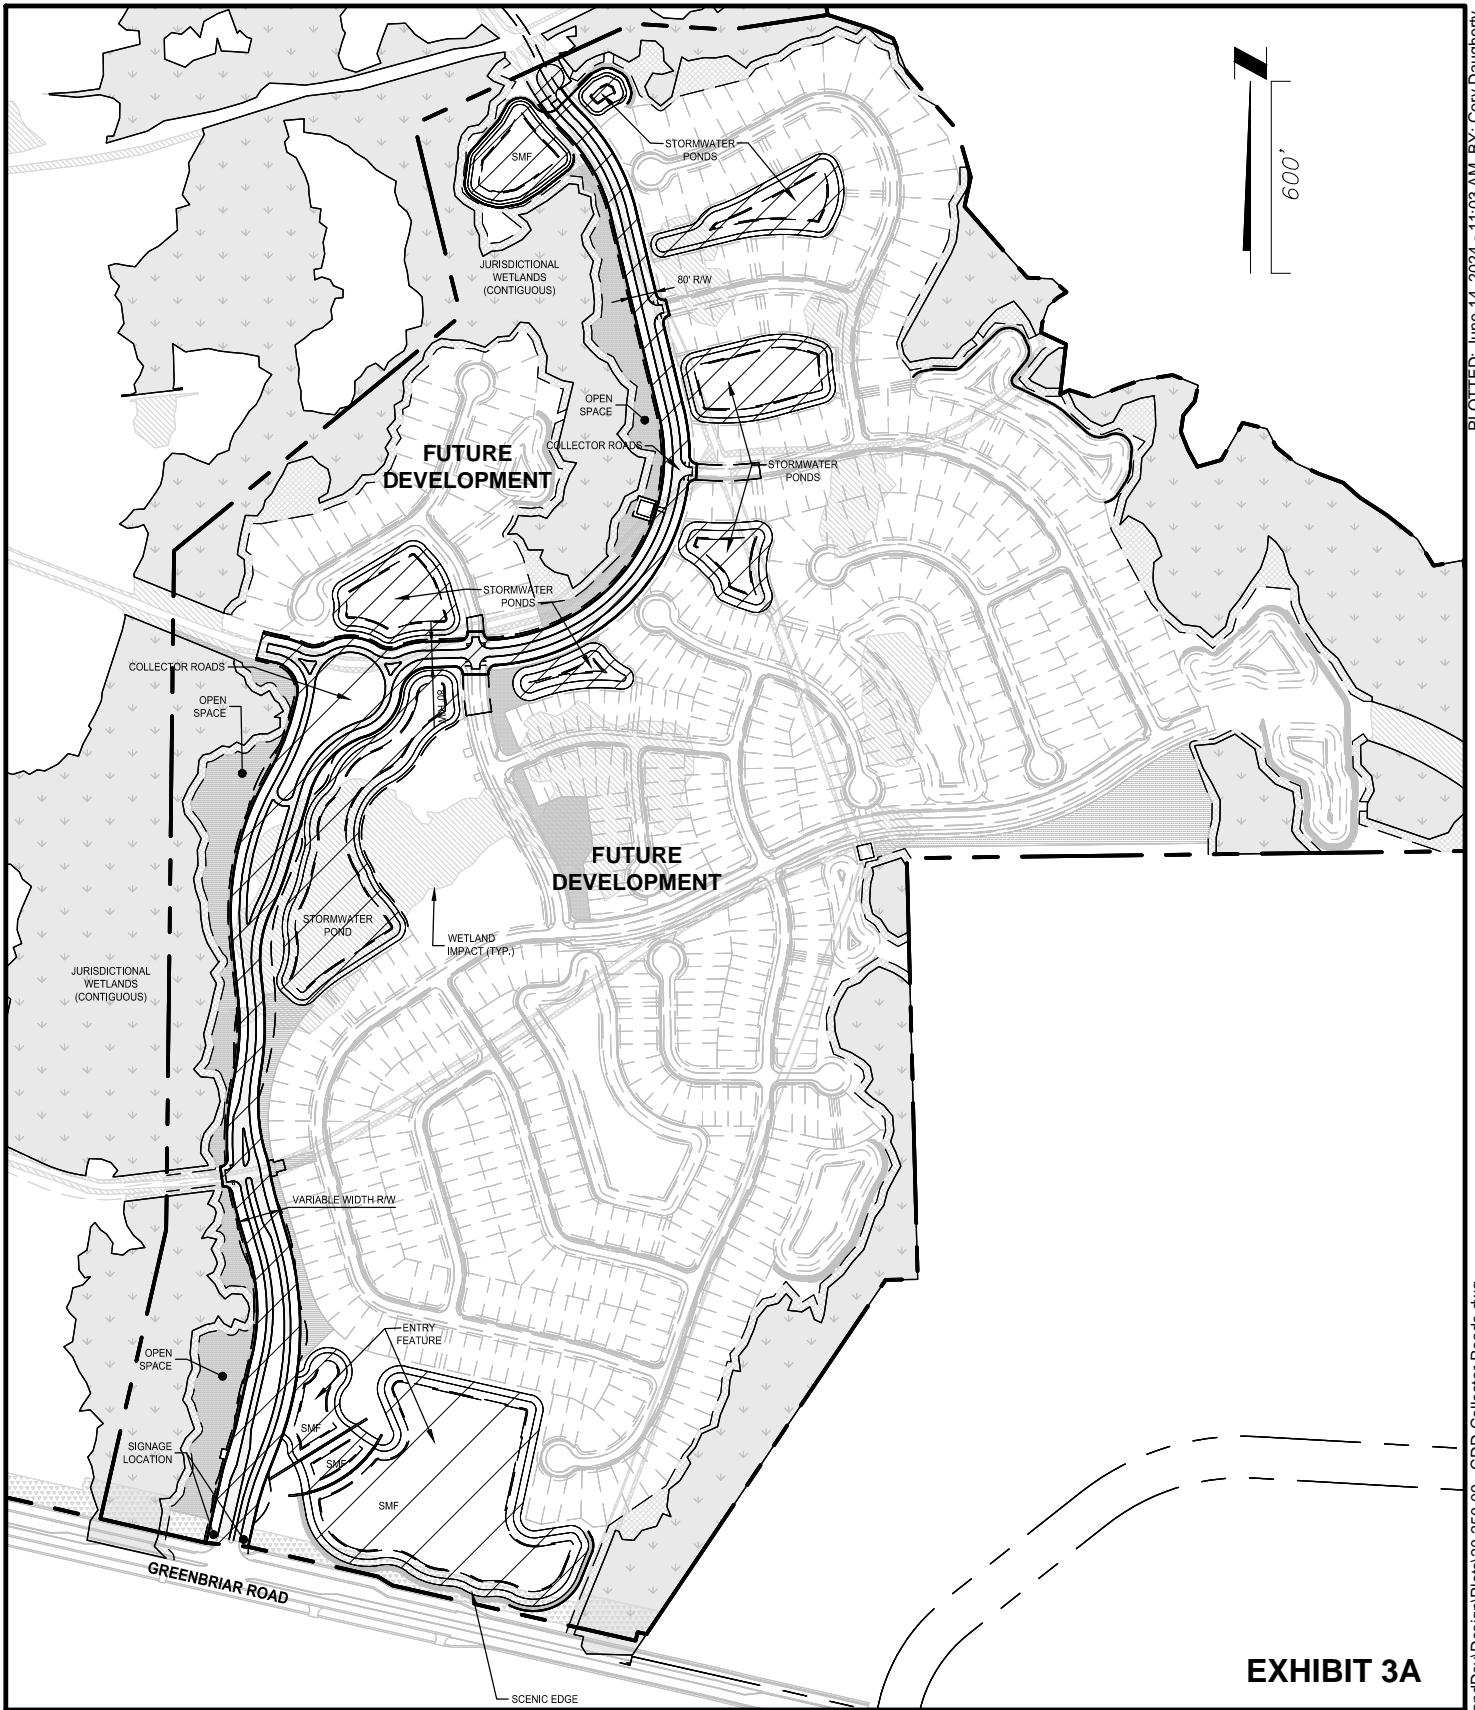 SMF
STORMWATER
PONDS
600'
JURISDICTIONAL
WETLANDS
(CONTIGUOUS)
80' R/W
OPEN
SPACE
COLLECTOR ROADS
FUTURE
DEVELOPMENT
STORMWATER
PONDS
STORMWATER
PONDS
COLLECTOR ROADS
OPEN
SPACE
FUTURE
DEVELOPMENT
STORMWATER
POND
WETLAND
IMPACT (TYP.)
JURISDICTIONAL
WETLANDS
(CONTIGUOUS)
VARIABLE WIDTH R/W
ENTRY
FEATURE
OPEN
SPACE
SMF
SIGNAGE
LOCATION
SMF
SMF
GREENBRIAR ROAD
SCENIC EDGE
EXHIBIT 3A